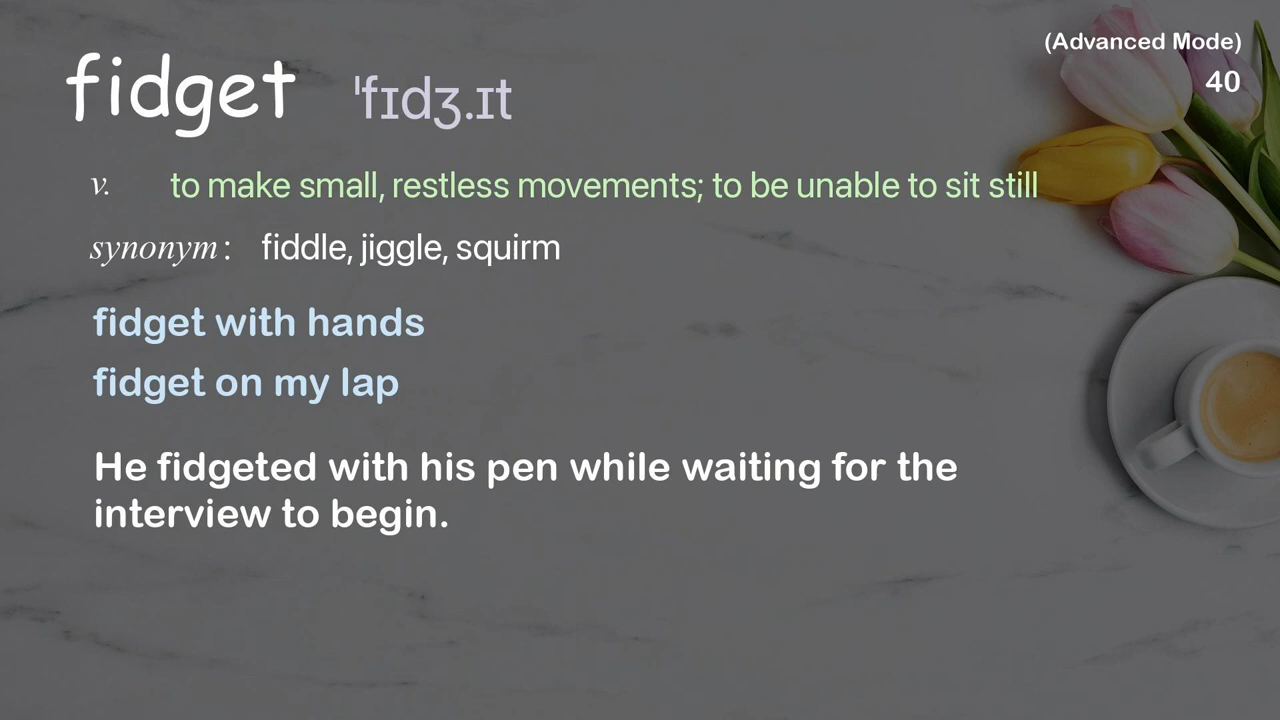 (Advanced Mode)
40
fidget ˈfɪdʒ.ɪt
v. to make small, restless movements; to be unable to sit still
synonym: fiddle, jiggle, squirm
fidget with hands
fidget on my lap
He fidgeted with his pen while waiting for the
interview to begin.